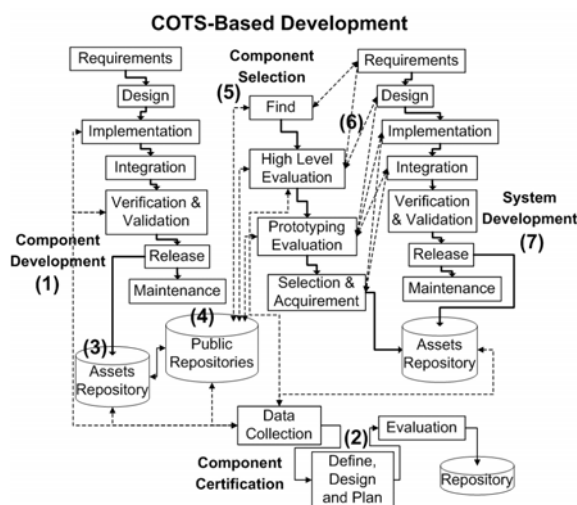 COTS-Based Development
Requirements
Design
Implementation
Integration
Verification &
Validation
Release
Maintenance
Component
Development
(1)
(3)
Assets
Repository
(4)
Public
Repositories
Component
Selection
(5)
Find
High Level
Evaluation
Prototyping
Evaluation
Selection &
Acquirement
(6)
Requirements
Design
Implementation
Integration
Verification
& Validation
Release
Maintenance
System
Development
(7)
Assets
Repository
Data
Collection
(2)
Component
Certification
Define,
Design
and Plan
Evaluation
Repository